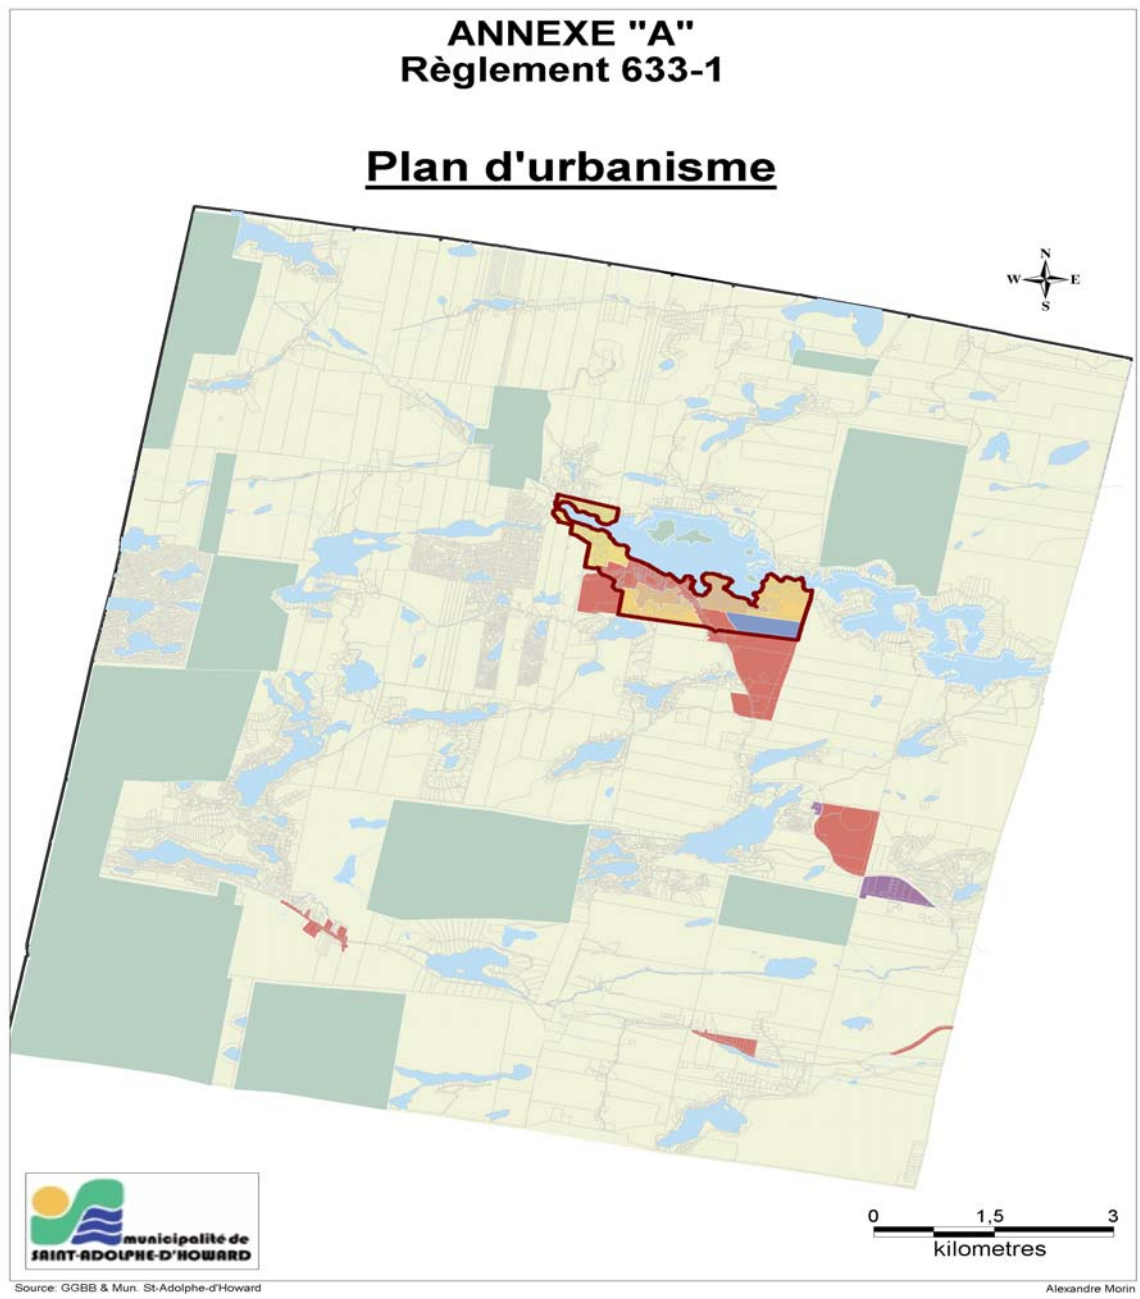 ANNEXE "A"
Règlement 633-1
Plan d'urbanisme
N
W E
S
municipalité de
SAINT-ADOLPHE-D'HOWARD
0 1,5 3
kilometres
Source: GGBB & Mun. St-Adolphe-d'Howard
Alexandre Morin